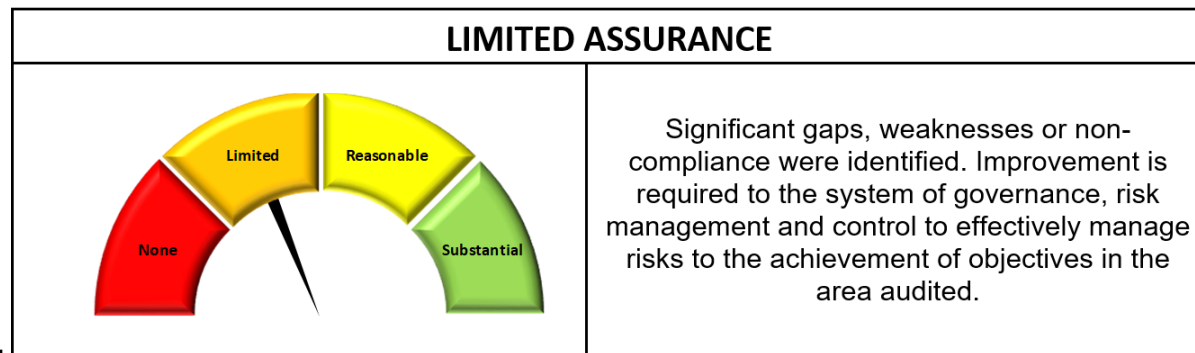 LIMITED ASSURANCE
Limited
Reasonable
None
Substantial
Significant gaps, weaknesses or non-
compliance were identified. Improvement is
required to the system of governance, risk
management and control to effectively manage
risks to the achievement of objectives in the
area audited.